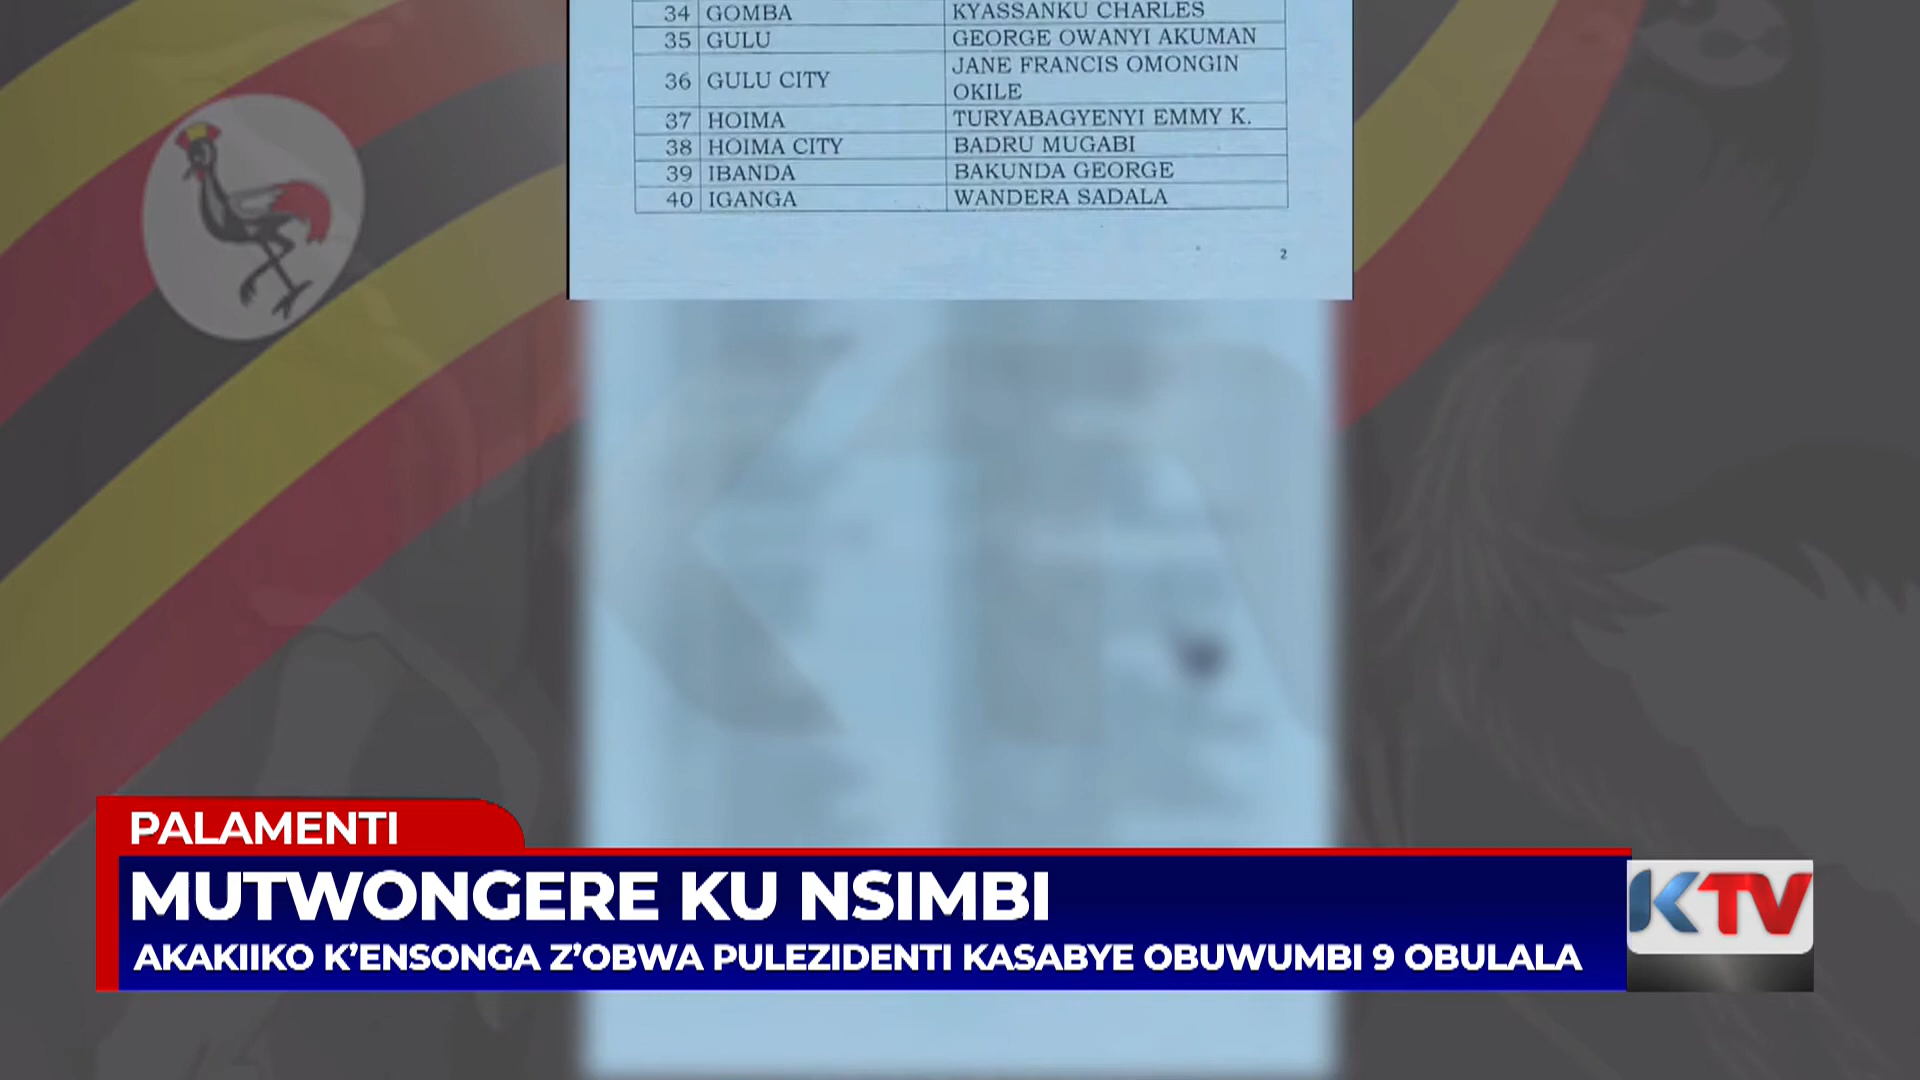 34 GOMBA KYASSANKU CHARLES
35 GULU GEORGE OWANYI AKUMAN
36 GULU CITY JANE FRANCIS OMONGIN
OKILE
37 HOIMA TURYABAGYENYI EMMY K.
38 HOIMA CITY BADRU MUGABI
39 IBANDA BAKUNDA GEORGE
40 IGANGA WANDERA SADALA
2
PALAMENTI
MUTWONGERE KU NSIMBI
AKAKIIKO K'ENSONGA Z'OBWA PULEZIDENTI KASABYE OBUWUMBI 9 OBULALA
KTV